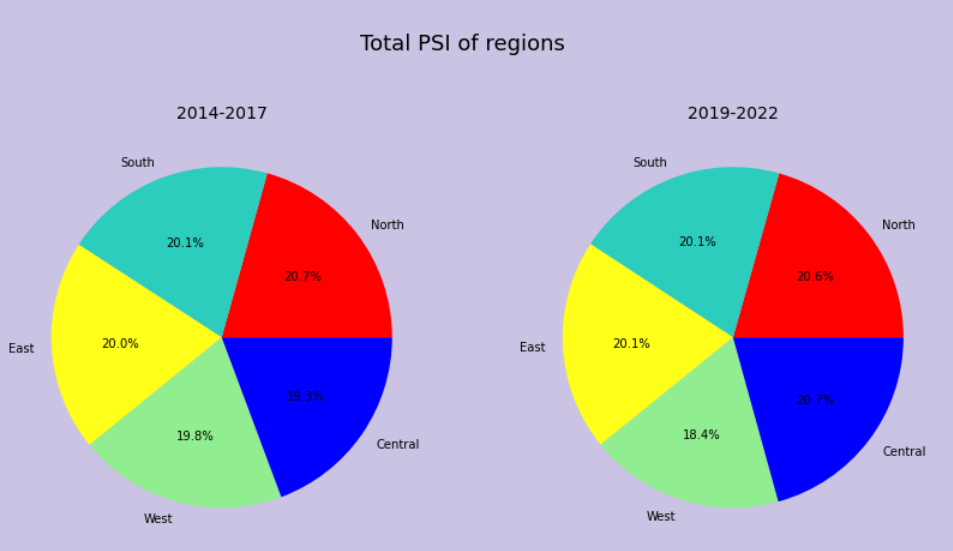 Total PSI of regions
2014-2017
South
North
20.1%
20.7%
East
20.0%
19.3%
19.8%
Central
West
2019-2022
South
North
20.1%
20.6%
East
20.1%
20.7%
18.4%
Central
West